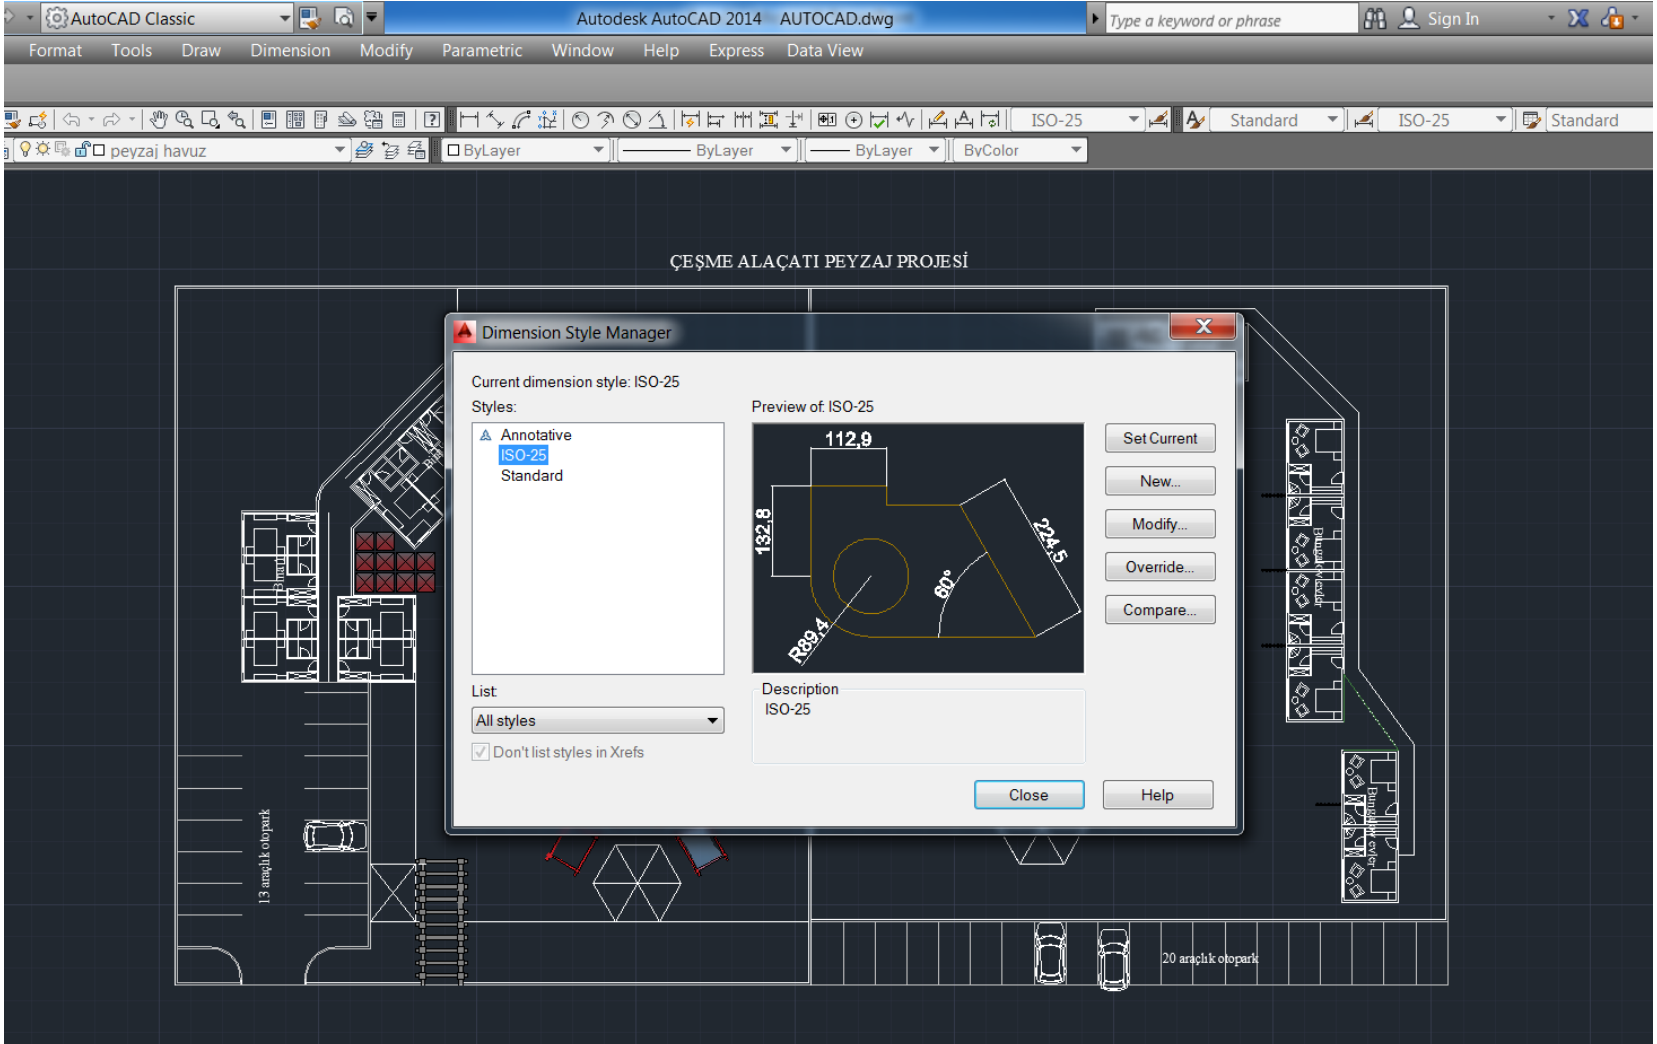 AutoCAD Classic
Autodesk AutoCAD 2014 AUTOCAD.dwg
Type a keyword or phrase
Sign In
Format Tools Draw Dimension Modify Parametric Window Help Express Data View
ISO-25
Standard
ISO-25
Standard
peyzaj havuz
ByLayer
ByLayer
ByLayer
ByColor
ÇEŞME ALAÇATI PEYZAJ PROJESİ
Dimension Style Manager
Current dimension style: ISO-25
Styles:
Annotative
ISO-25
Standard
Preview of: ISO-25
112,9
132,8
224,5
60°
R89,4
Set Current
New...
Modify...
Override...
Compare...
List:
All styles
Don't list styles in Xrefs
Description
ISO-25
Close
Help
Bungalow evler
Bungalow evler
13 araçlık otopark
20 araçlık otopark